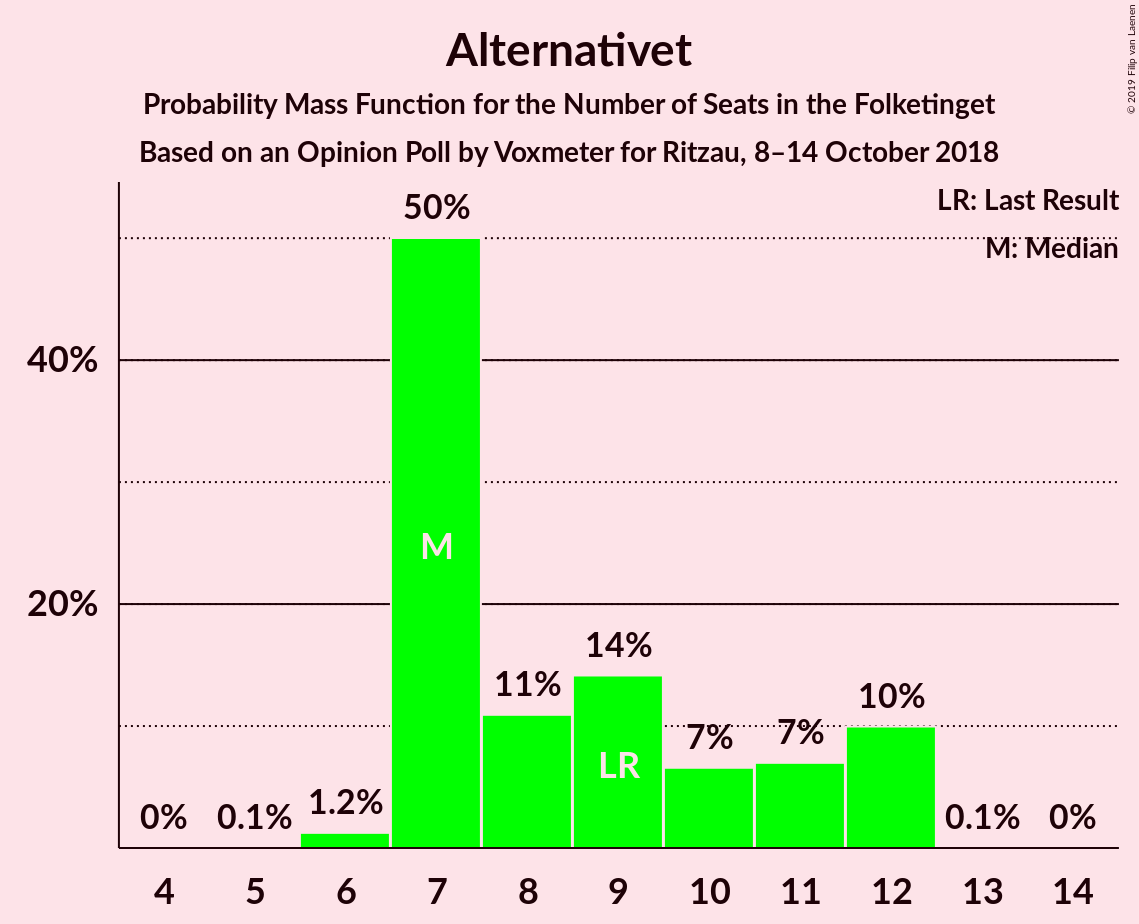 Alternativet
Probability Mass Function for the Number of Seats in the Folketinget
Based on an Opinion Poll by Voxmeter for Ritzau, 8–14 October 2018
© 2019 Filip van Laenen
LR: Last Result
M: Median
50%
40%
M
20%
14%
11%
10%
7%
7%
LR
1.2%
0%
0.1%
0.1%
0%
4 5 6 7 8 9 10 11 12 13 14